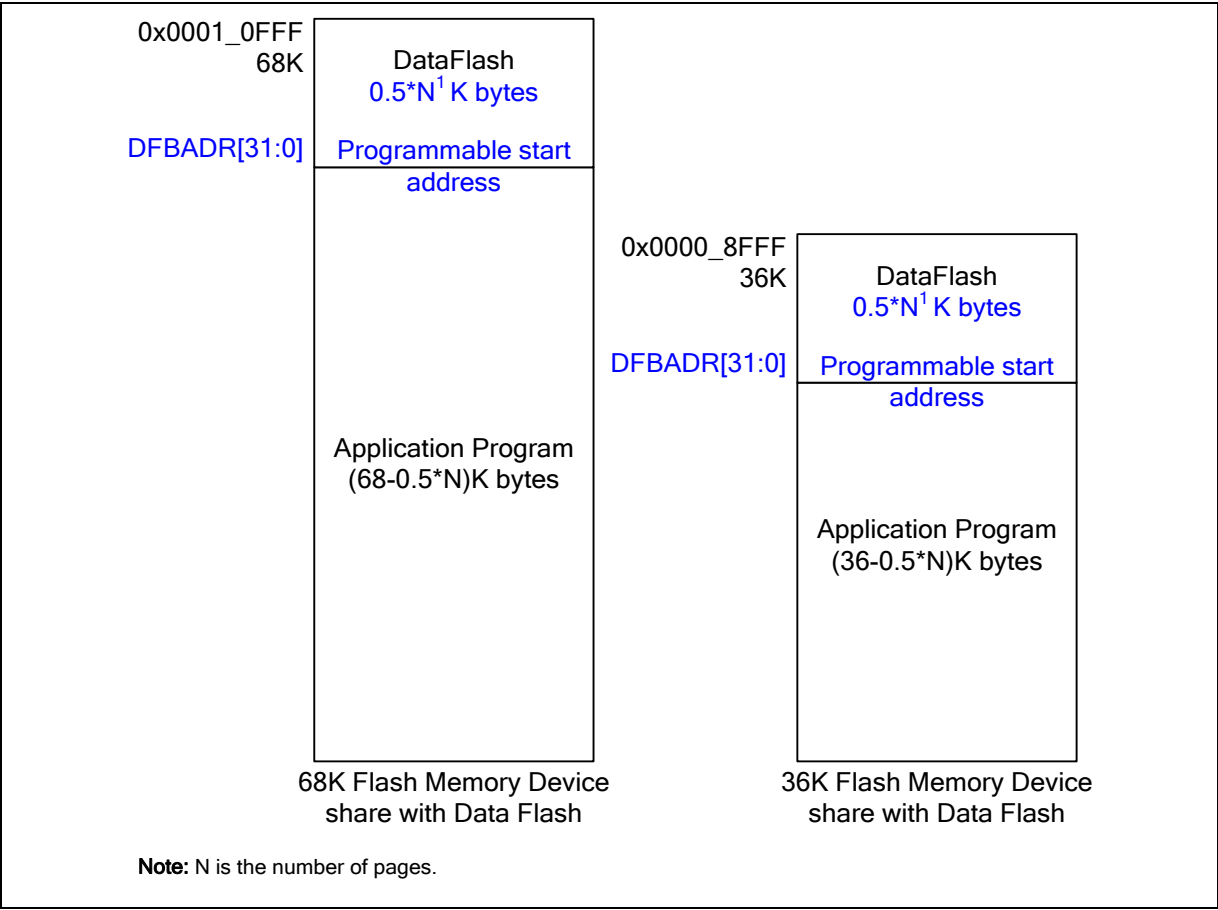 0x0001_0FFF
68K
DataFlash
0.5*N¹ K bytes
DFBADR[31:0]
Programmable start
address
Application Program
(68-0.5*N)K bytes
68K Flash Memory Device
share with Data Flash
0x0000_8FFF
36K
DataFlash
0.5*N¹ K bytes
DFBADR[31:0]
Programmable start
address
Application Program
(36-0.5*N)K bytes
36K Flash Memory Device
share with Data Flash
Note: N is the number of pages.